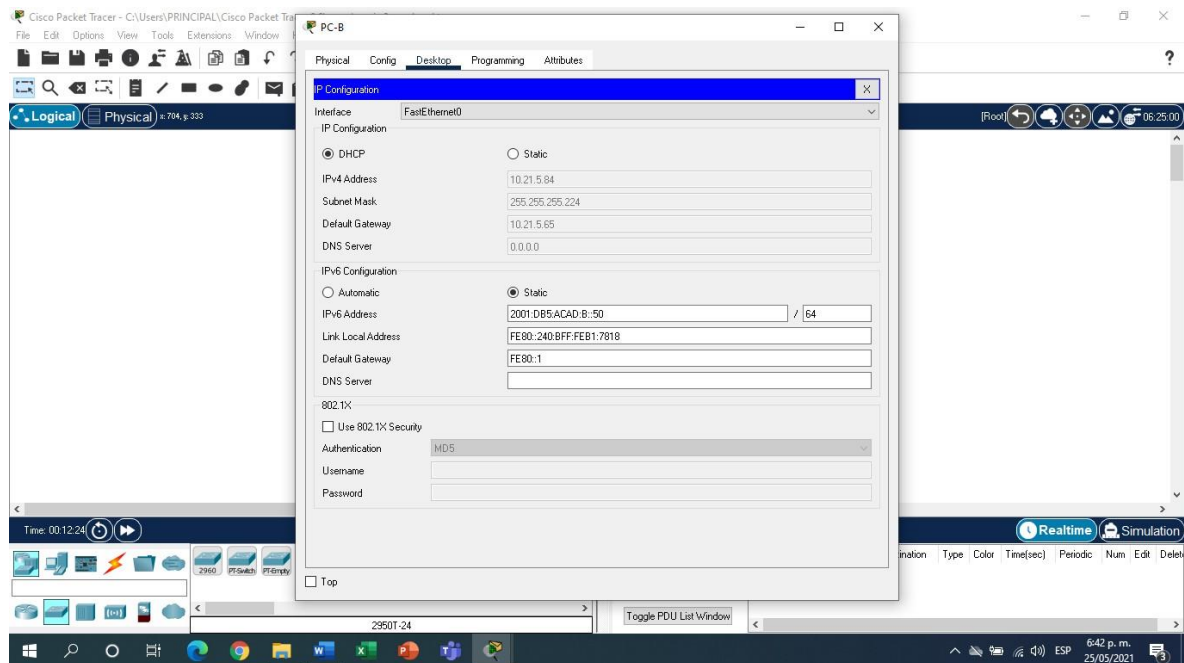 Cisco Packet Tracer - C:\Users\PRINCIPAL\Cisco Packet Tra
File Edit Options View Tools Extensions Window
?
Logical Physical x: 704, y: 333
[Root] 06:25:00
PC-B
Physical Config Desktop Programming Attributes
IP Configuration X
Interface FastEthernet0
IP Configuration
DHCP Static
IPv4 Address 10.21.5.84
Subnet Mask 255.255.255.224
Default Gateway 10.21.5.65
DNS Server 0.0.0.0
IPv6 Configuration
Automatic Static
IPv6 Address 2001:DB5:ACAD:B::50 / 64
Link Local Address FE80::240:BFF:FEB1:7818
Default Gateway FE80::1
DNS Server
802.1X
Use 802.1X Security
Authentication MD5
Username
Password
Top
Time: 00:12:24
Realtime Simulation
2960 PT-Switch PT-Empty
ination Type Color Time(sec) Periodic Num Edit Delet
Toggle PDU List Window
2950T-24
ESP
6:42 p. m.
25/05/2021
3